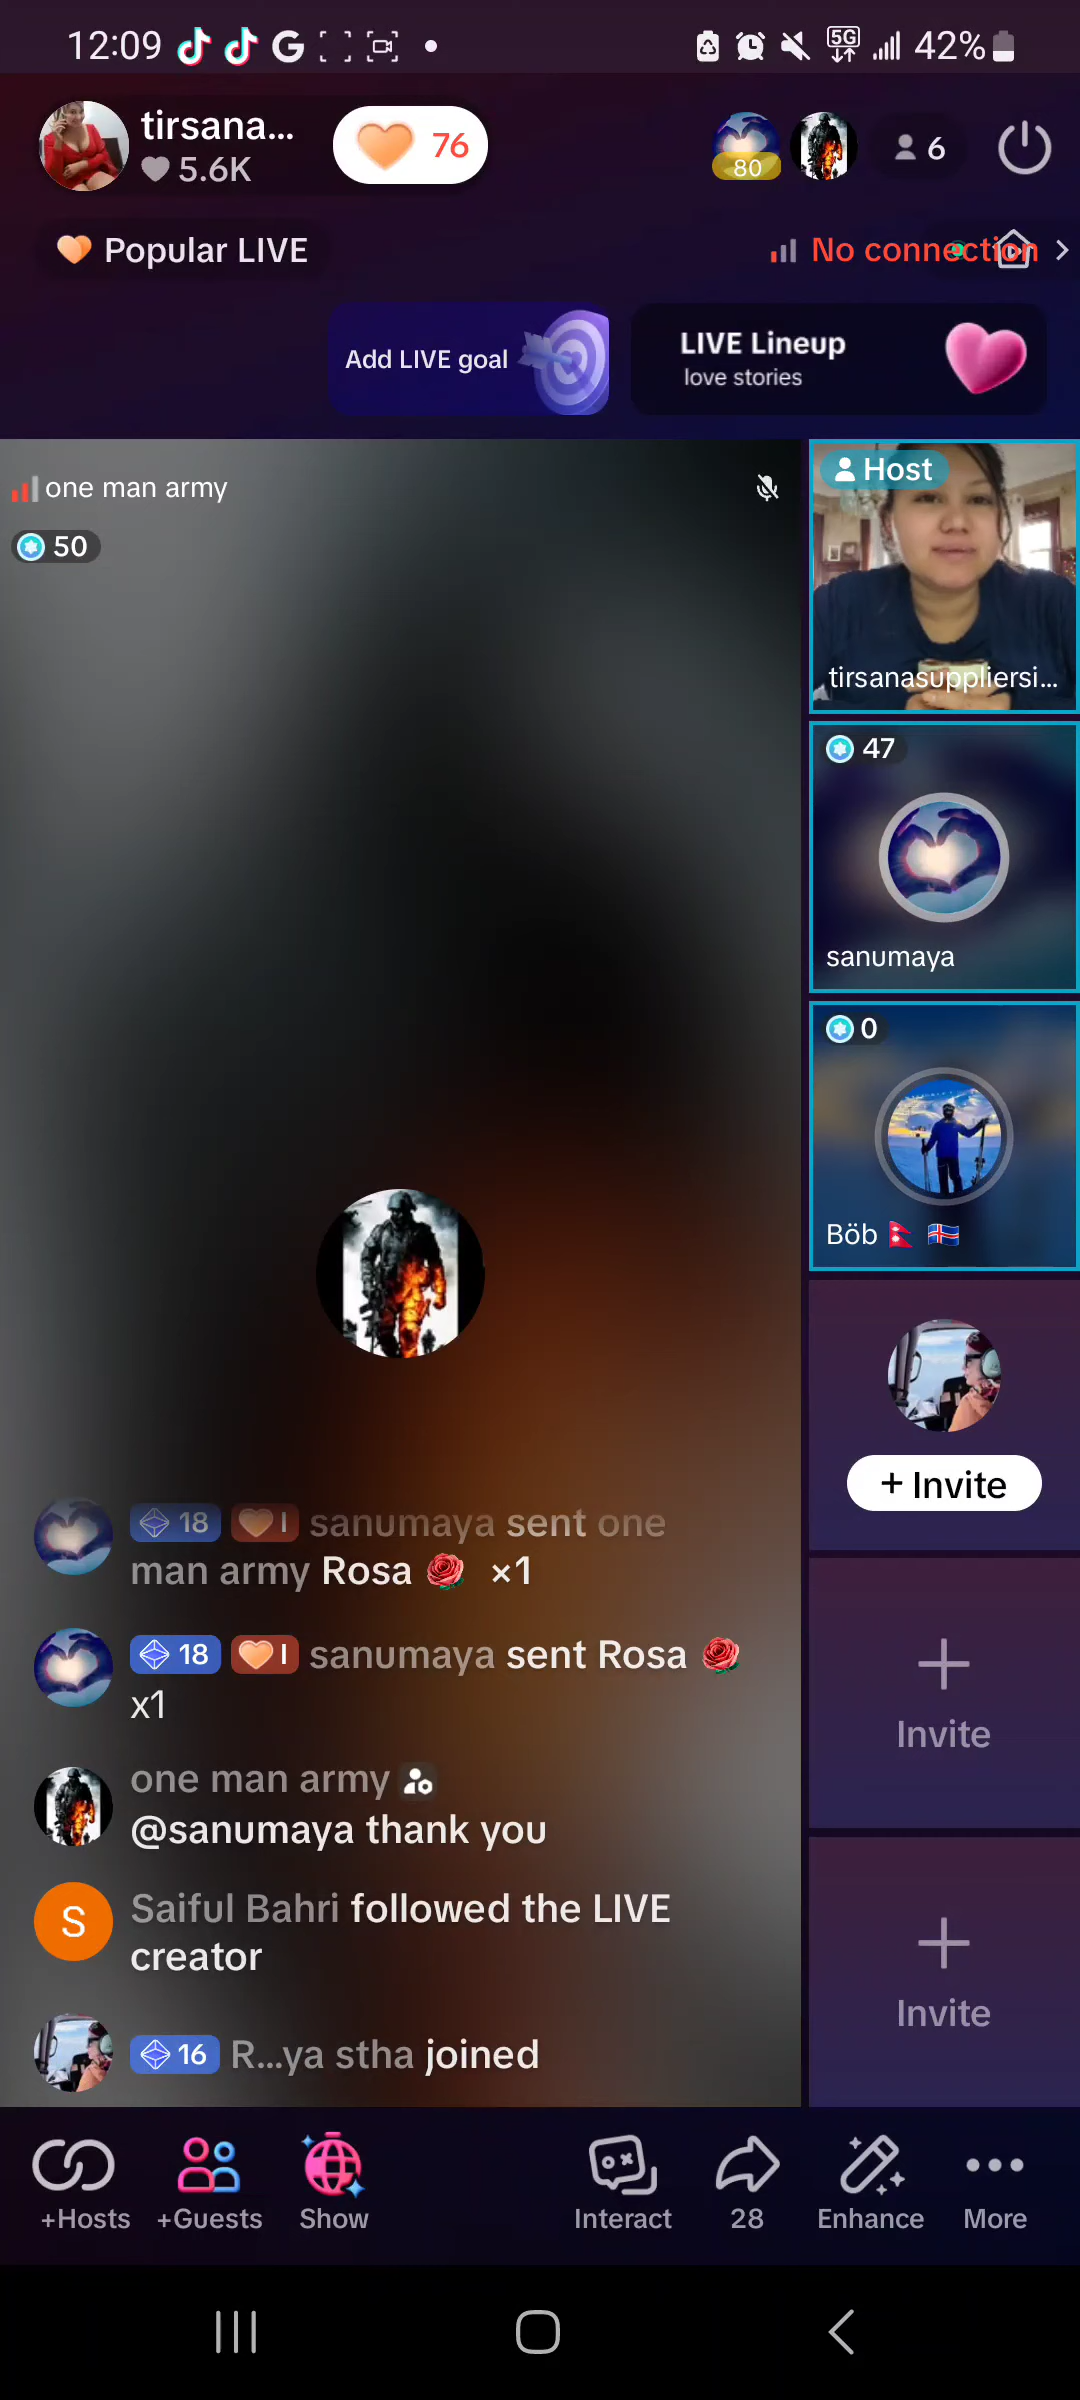 12:09
5G
42%
tirsana...
5.6K
76
80
6
Popular LIVE
No connection
Add LIVE goal
LIVE Lineup
love stories
one man army
50
Host
tirsanasuppliersi...
47
sanumaya
0
Böb 🇳🇵 🇮🇸
+ Invite
Invite
Invite
18 I sanumaya sent one
man army Rosa 🌹 ×1
18 I sanumaya sent Rosa 🌹
x1
one man army
@sanumaya thank you
S
Saiful Bahri followed the LIVE
creator
16 R...ya stha joined
+Hosts
+Guests
Show
Interact
28
Enhance
More